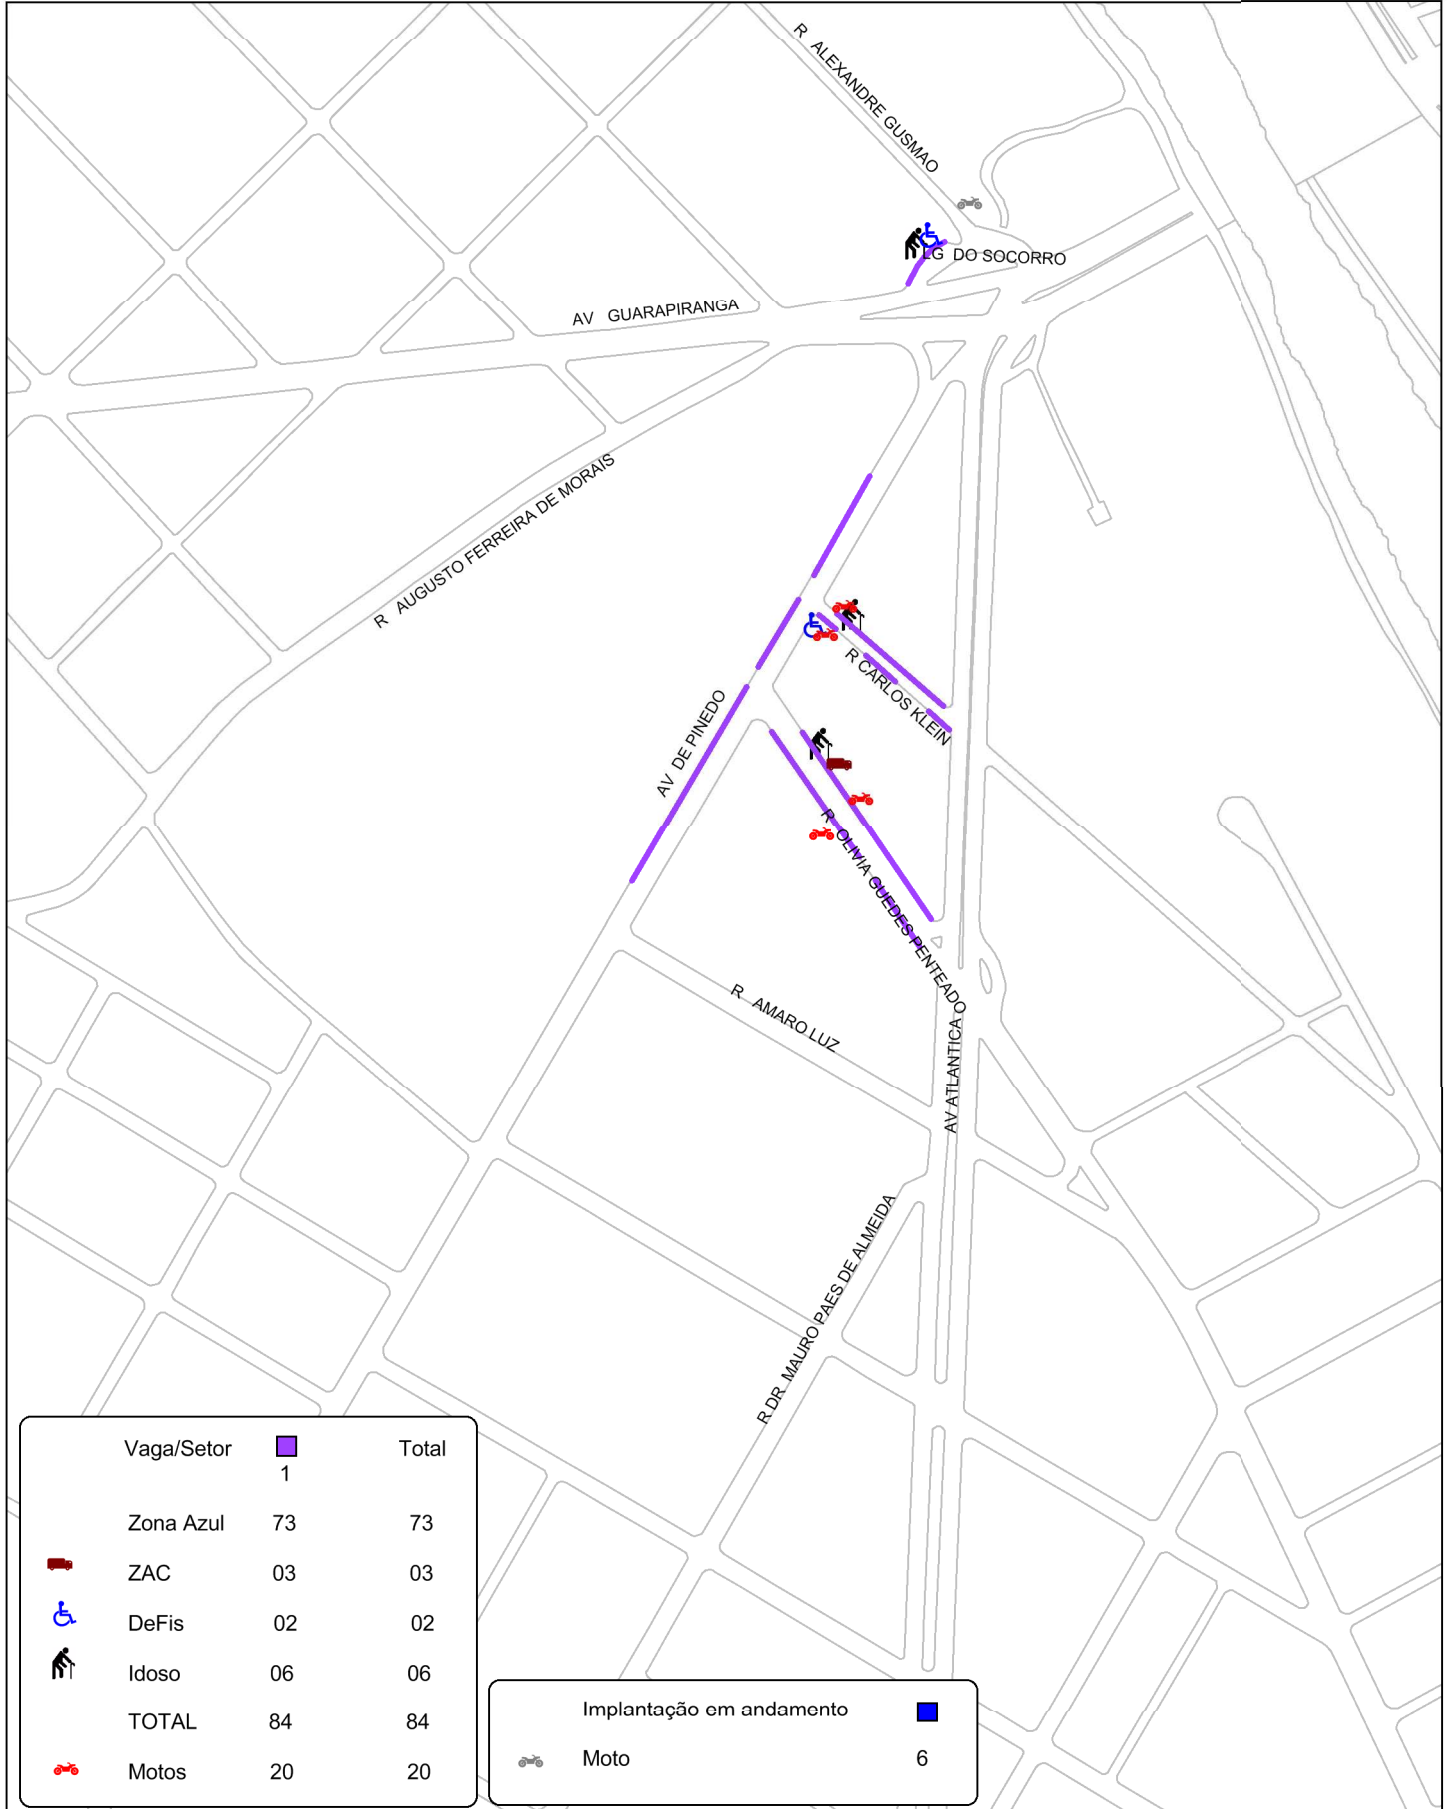 R ALEXANDRE GUSMAO
LG DO SOCORRO
AV GUARAPIRANGA
R AUGUSTO FERREIRA DE MORAIS
R CARLOS KLEIN
AV DE PINEDO
R OLIVIA GUEDES PENTEADO
R AMARO LUZ
AV ATLANTICA
R DR MAURO PAES DE ALMEIDA
Vaga/Setor Total
1
Zona Azul 73 73
ZAC 03 03
DeFis 02 02
Idoso 06 06
TOTAL 84 84
Motos 20 20
Implantação em andamento
Moto 6